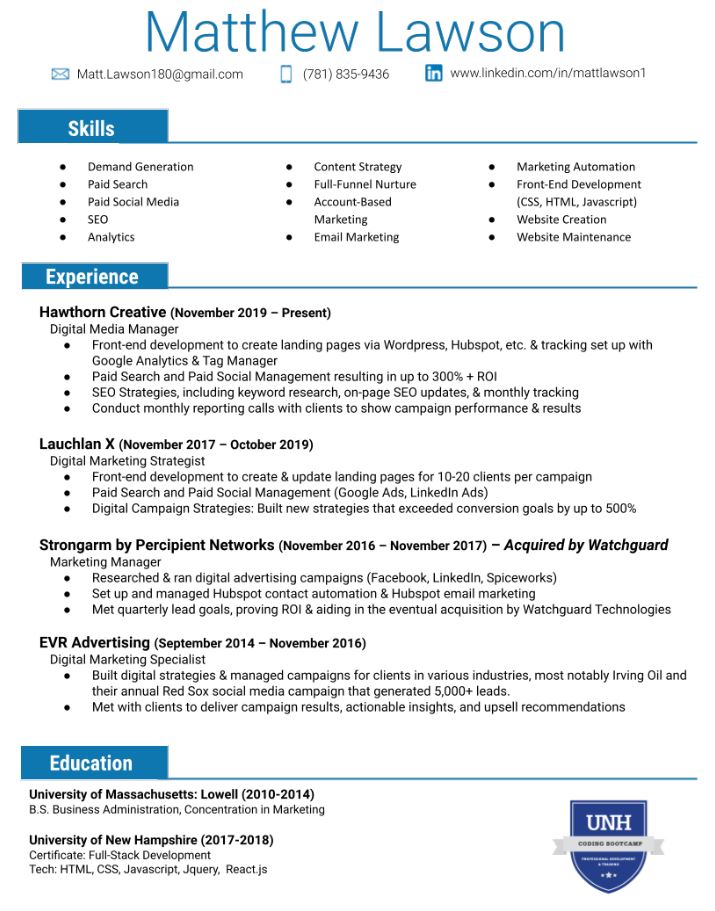 Matthew Lawson
Matt.Lawson180@gmail.com (781) 835-9436 in www.linkedin.com/in/mattlawson1
Skills
● Demand Generation
● Paid Search
● Paid Social Media
● SEO
● Analytics
● Content Strategy
● Full-Funnel Nurture
● Account-Based
Marketing
● Email Marketing
● Marketing Automation
● Front-End Development
(CSS, HTML, Javascript)
● Website Creation
● Website Maintenance
Experience
Hawthorn Creative (November 2019 – Present)
Digital Media Manager
● Front-end development to create landing pages via Wordpress, Hubspot, etc. & tracking set up with
Google Analytics & Tag Manager
● Paid Search and Paid Social Management resulting in up to 300% + ROI
● SEO Strategies, including keyword research, on-page SEO updates, & monthly tracking
● Conduct monthly reporting calls with clients to show campaign performance & results
Lauchlan X (November 2017 – October 2019)
Digital Marketing Strategist
● Front-end development to create & update landing pages for 10-20 clients per campaign
● Paid Search and Paid Social Management (Google Ads, LinkedIn Ads)
● Digital Campaign Strategies: Built new strategies that exceeded conversion goals by up to 500%
Strongarm by Percipient Networks (November 2016 – November 2017) – Acquired by Watchguard
Marketing Manager
● Researched & ran digital advertising campaigns (Facebook, LinkedIn, Spiceworks)
● Set up and managed Hubspot contact automation & Hubspot email marketing
● Met quarterly lead goals, proving ROI & aiding in the eventual acquisition by Watchguard Technologies
EVR Advertising (September 2014 – November 2016)
Digital Marketing Specialist
● Built digital strategies & managed campaigns for clients in various industries, most notably Irving Oil and
their annual Red Sox social media campaign that generated 5,000+ leads.
● Met with clients to deliver campaign results, actionable insights, and upsell recommendations
Education
University of Massachusetts: Lowell (2010-2014)
B.S. Business Administration, Concentration in Marketing
University of New Hampshire (2017-2018)
Certificate: Full-Stack Development
Tech: HTML, CSS, Javascript, Jquery, React.js
UNH
CODING BOOTCAMP
PROFESSIONAL DEVELOPMENT
& TRAINING